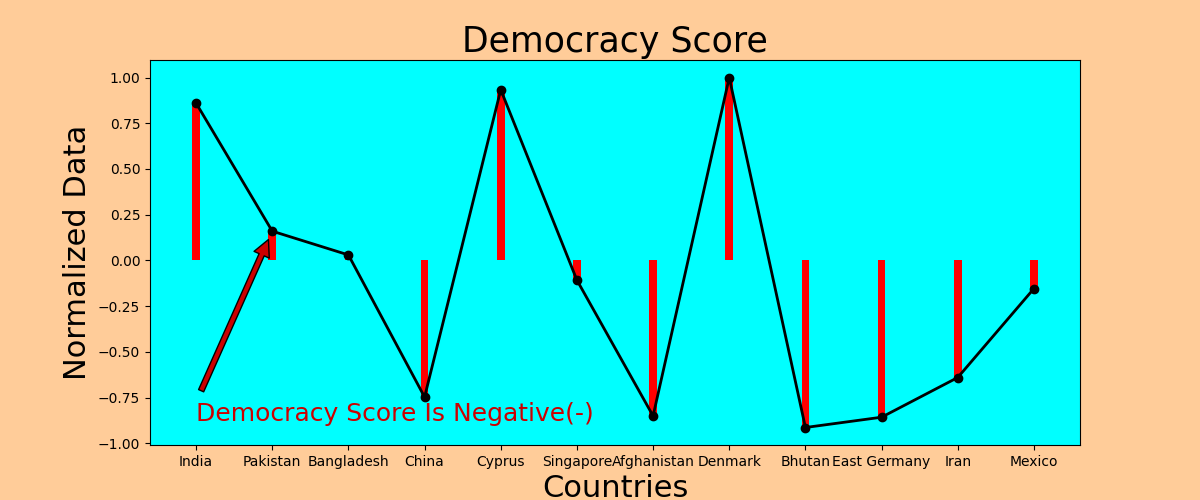 Democracy Score
Normalized Data
1.00
0.75
0.50
0.25
0.00
−0.25
−0.50
−0.75
−1.00
Democracy Score Is Negative(-)
India Pakistan Bangladesh China Cyprus Singapore Afghanistan Denmark Bhutan East Germany Iran Mexico
Countries